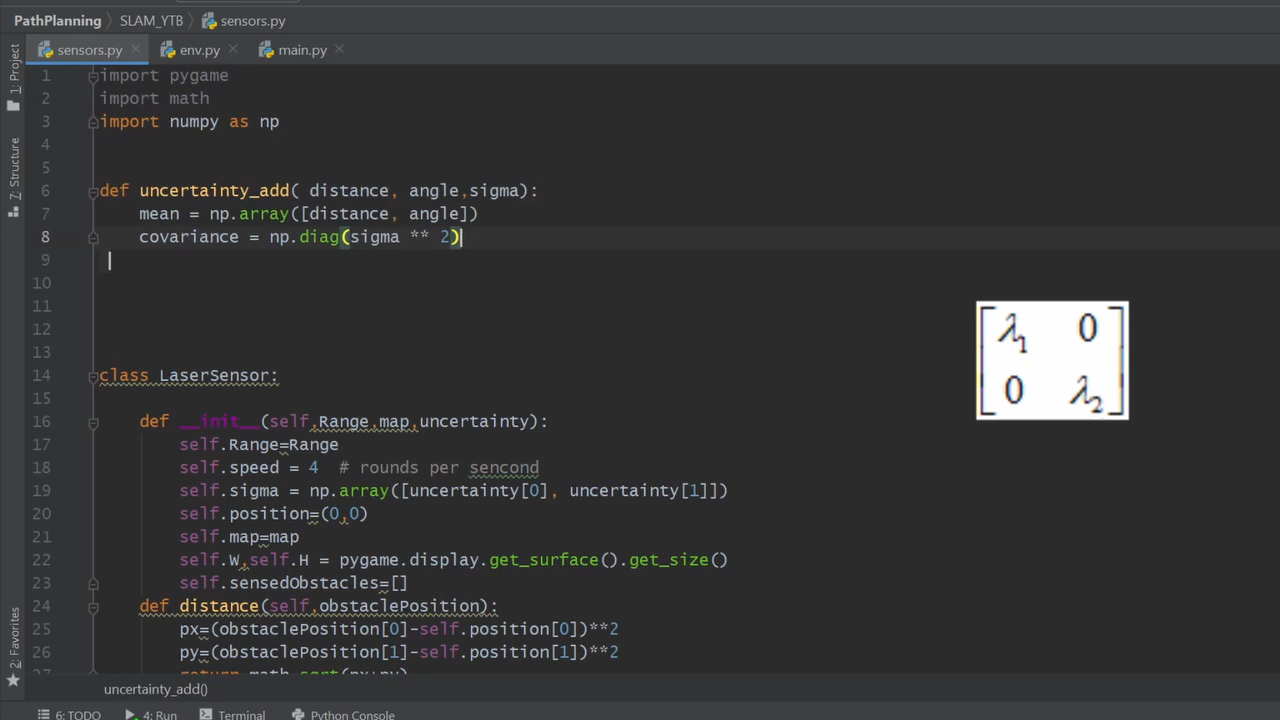 PathPlanning SLAM_YTB sensors.py
sensors.py env.py main.py
1: Project
7: Structure
2: Favorites
1 import pygame
2 import math
3 import numpy as np
4
5
6 def uncertainty_add( distance, angle,sigma):
7 mean = np.array([distance, angle])
8 covariance = np.diag(sigma ** 2)
9
10
11
12
13
14 class LaserSensor:
15
16 def __init__(self,Range,map,uncertainty):
17 self.Range=Range
18 self.speed = 4 # rounds per sencond
19 self.sigma = np.array([uncertainty[0], uncertainty[1]])
20 self.position=(0,0)
21 self.map=map
22 self.W,self.H = pygame.display.get_surface().get_size()
23 self.sensedObstacles=[]
24 def distance(self,obstaclePosition):
25 px=(obstaclePosition[0]-self.position[0])**2
26 py=(obstaclePosition[1]-self.position[1])**2
27 return math.sqrt(px+py)
λ1 0
0 λ2
uncertainty_add()
6: TODO 4: Run Terminal Python Console